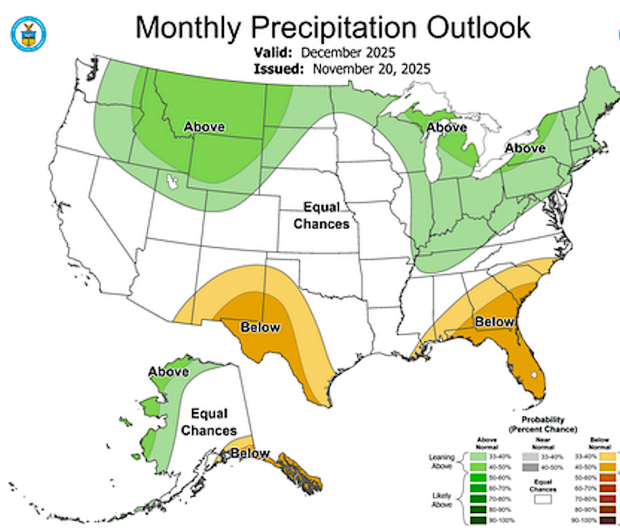 Monthly Precipitation Outlook
Valid: December 2025
Issued: November 20, 2025
Above
Above
Above
Equal
Chances
Below
Below
Above
Equal
Chances
Below
Probability
(Percent Chance)
Above
Normal
Near
Normal
Below
Normal
Leaning
Above
33-40%
33-40%
33-40%
40-50%
40-50%
40-50%
50-60%
50-60%
60-70%
Equal
Chances
60-70%
Likely
Above
70-80%
70-80%
80-90%
80-90%
90-100%
90-100%